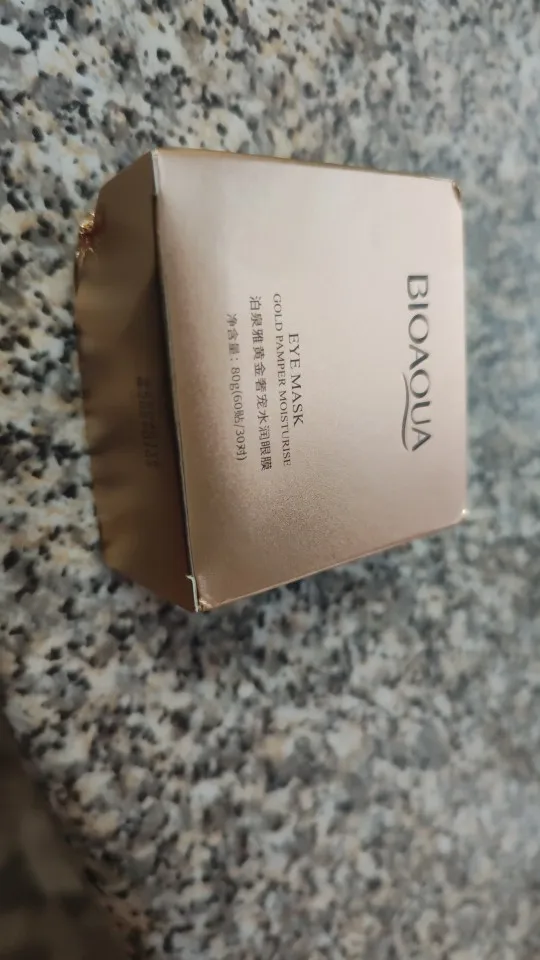 BIOAQUA
EYE MASK
GOLD PAMPER MOISTURISE
泊泉雅黄金奢宠水润眼膜
净含量：80g(60贴/30对)